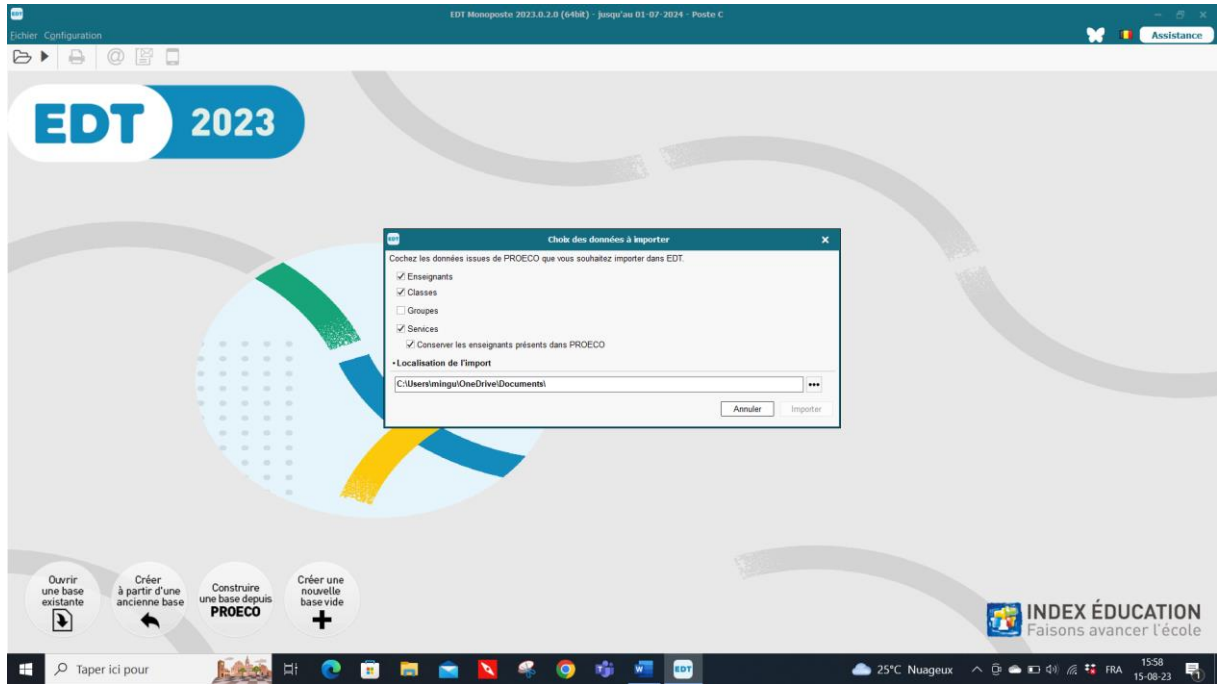 EDT Monoposte 2023.0.2.0 (64bit) - jusqu'au 01-07-2024 - Poste C
Fichier Configuration
Assistance
EDT 2023
EDT
Choix des données à importer
Cochez les données issues de PROECO que vous souhaitez importer dans EDT.
Enseignants
Classes
Groupes
Services
Conserver les enseignants présents dans PROECO
Localisation de l'import
C:\Users\mingu\OneDrive\Documents\
Annuler Importer
Ouvrir
une base
existante
Créer
à partir d'une
ancienne base
Construire
une base depuis
PROECO
Créer une
nouvelle
base vide
INDEX ÉDUCATION
Faisons avancer l'école
Taper ici pour
EDT
25°C Nuageux
FRA
15:58
15-08-23